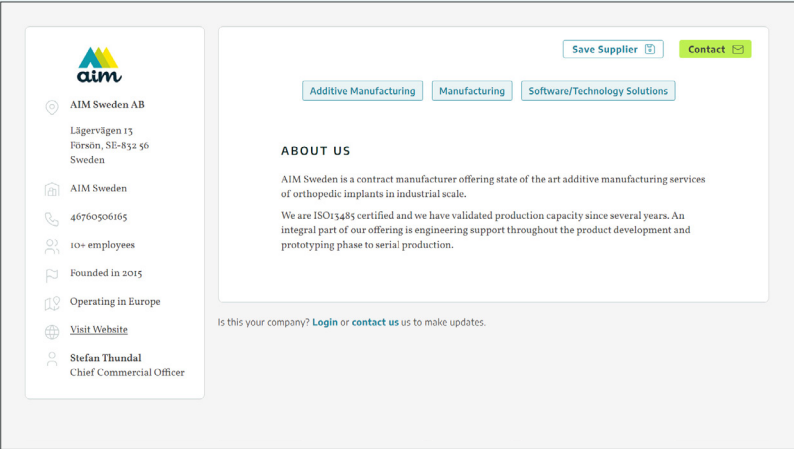 aim
AIM Sweden AB
Lägervägen 13
Försön, SE-832 56
Sweden
AIM Sweden
46760506165
10+ employees
Founded in 2015
Operating in Europe
Visit Website
Stefan Thundal
Chief Commercial Officer
Save Supplier
Contact
Additive Manufacturing
Manufacturing
Software/Technology Solutions
ABOUT US
AIM Sweden is a contract manufacturer offering state of the art additive manufacturing services
of orthopedic implants in industrial scale.
We are ISO13485 certified and we have validated production capacity since several years. An
integral part of our offering is engineering support throughout the product development and
prototyping phase to serial production.
Is this your company? Login or contact us us to make updates.